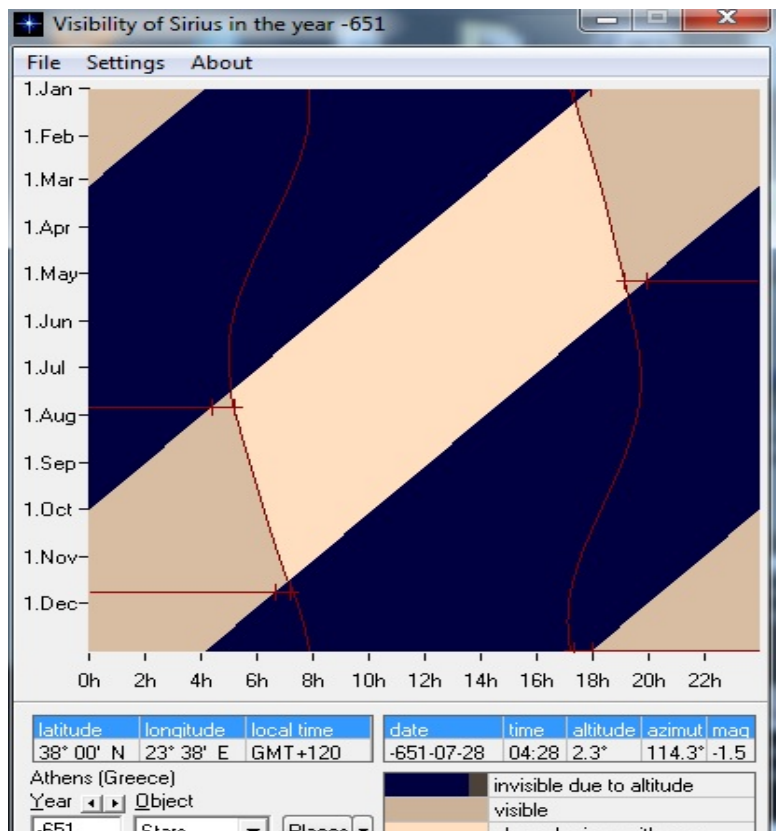 Visibility of Sirius in the year -651
File Settings About
1.Jan
1.Feb
1.Mar
1.Apr
1.May
1.Jun
1.Jul
1.Aug
1.Sep
1.Oct
1.Nov
1.Dec
0h 2h 4h 6h 8h 10h 12h 14h 16h 18h 20h 22h
latitude longitude local time
38° 00' N 23° 38' E GMT+120
date time altitude azimut mag
-651-07-28 04:28 2.3° 114.3° -1.5
Athens (Greece)
Year Object
-651 Stars
invisible due to altitude
visible